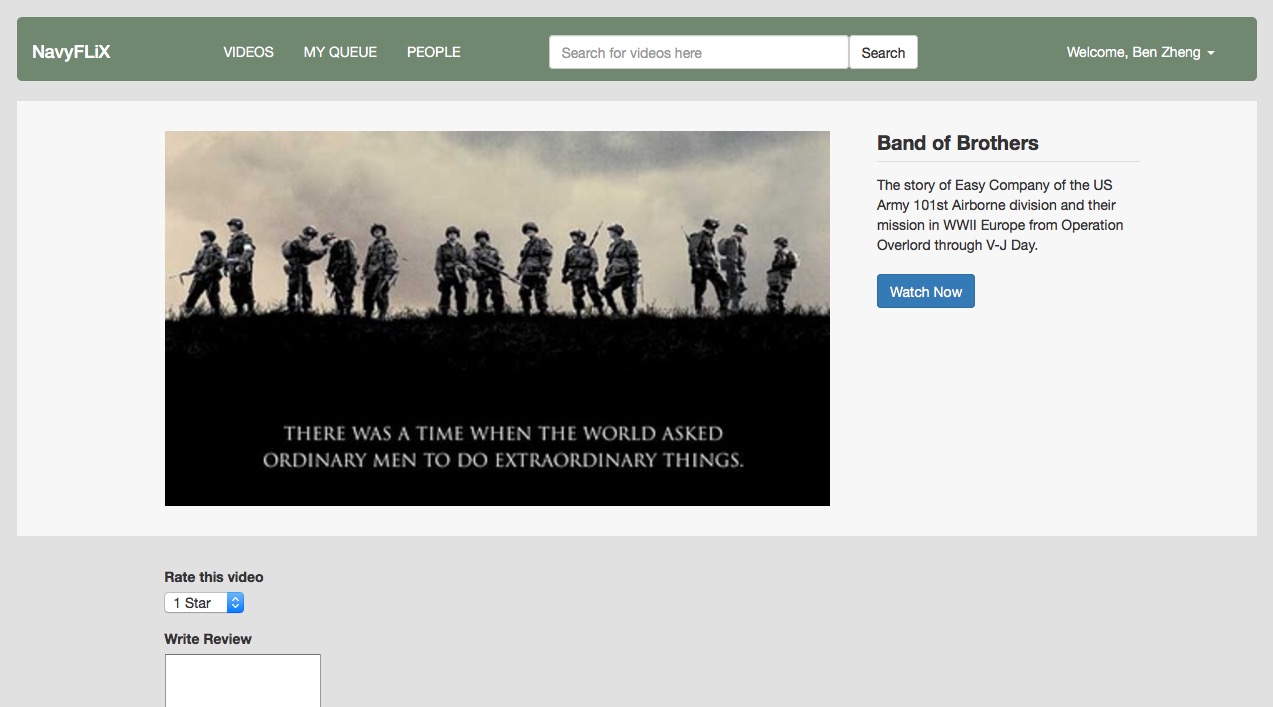 NavyFLiX VIDEOS MY QUEUE PEOPLE Search for videos here Search Welcome, Ben Zheng
Band of Brothers
The story of Easy Company of the US
Army 101st Airborne division and their
mission in WWII Europe from Operation
Overlord through V-J Day.
Watch Now
THERE WAS A TIME WHEN THE WORLD ASKED
ORDINARY MEN TO DO EXTRAORDINARY THINGS.
Rate this video
1 Star
Write Review